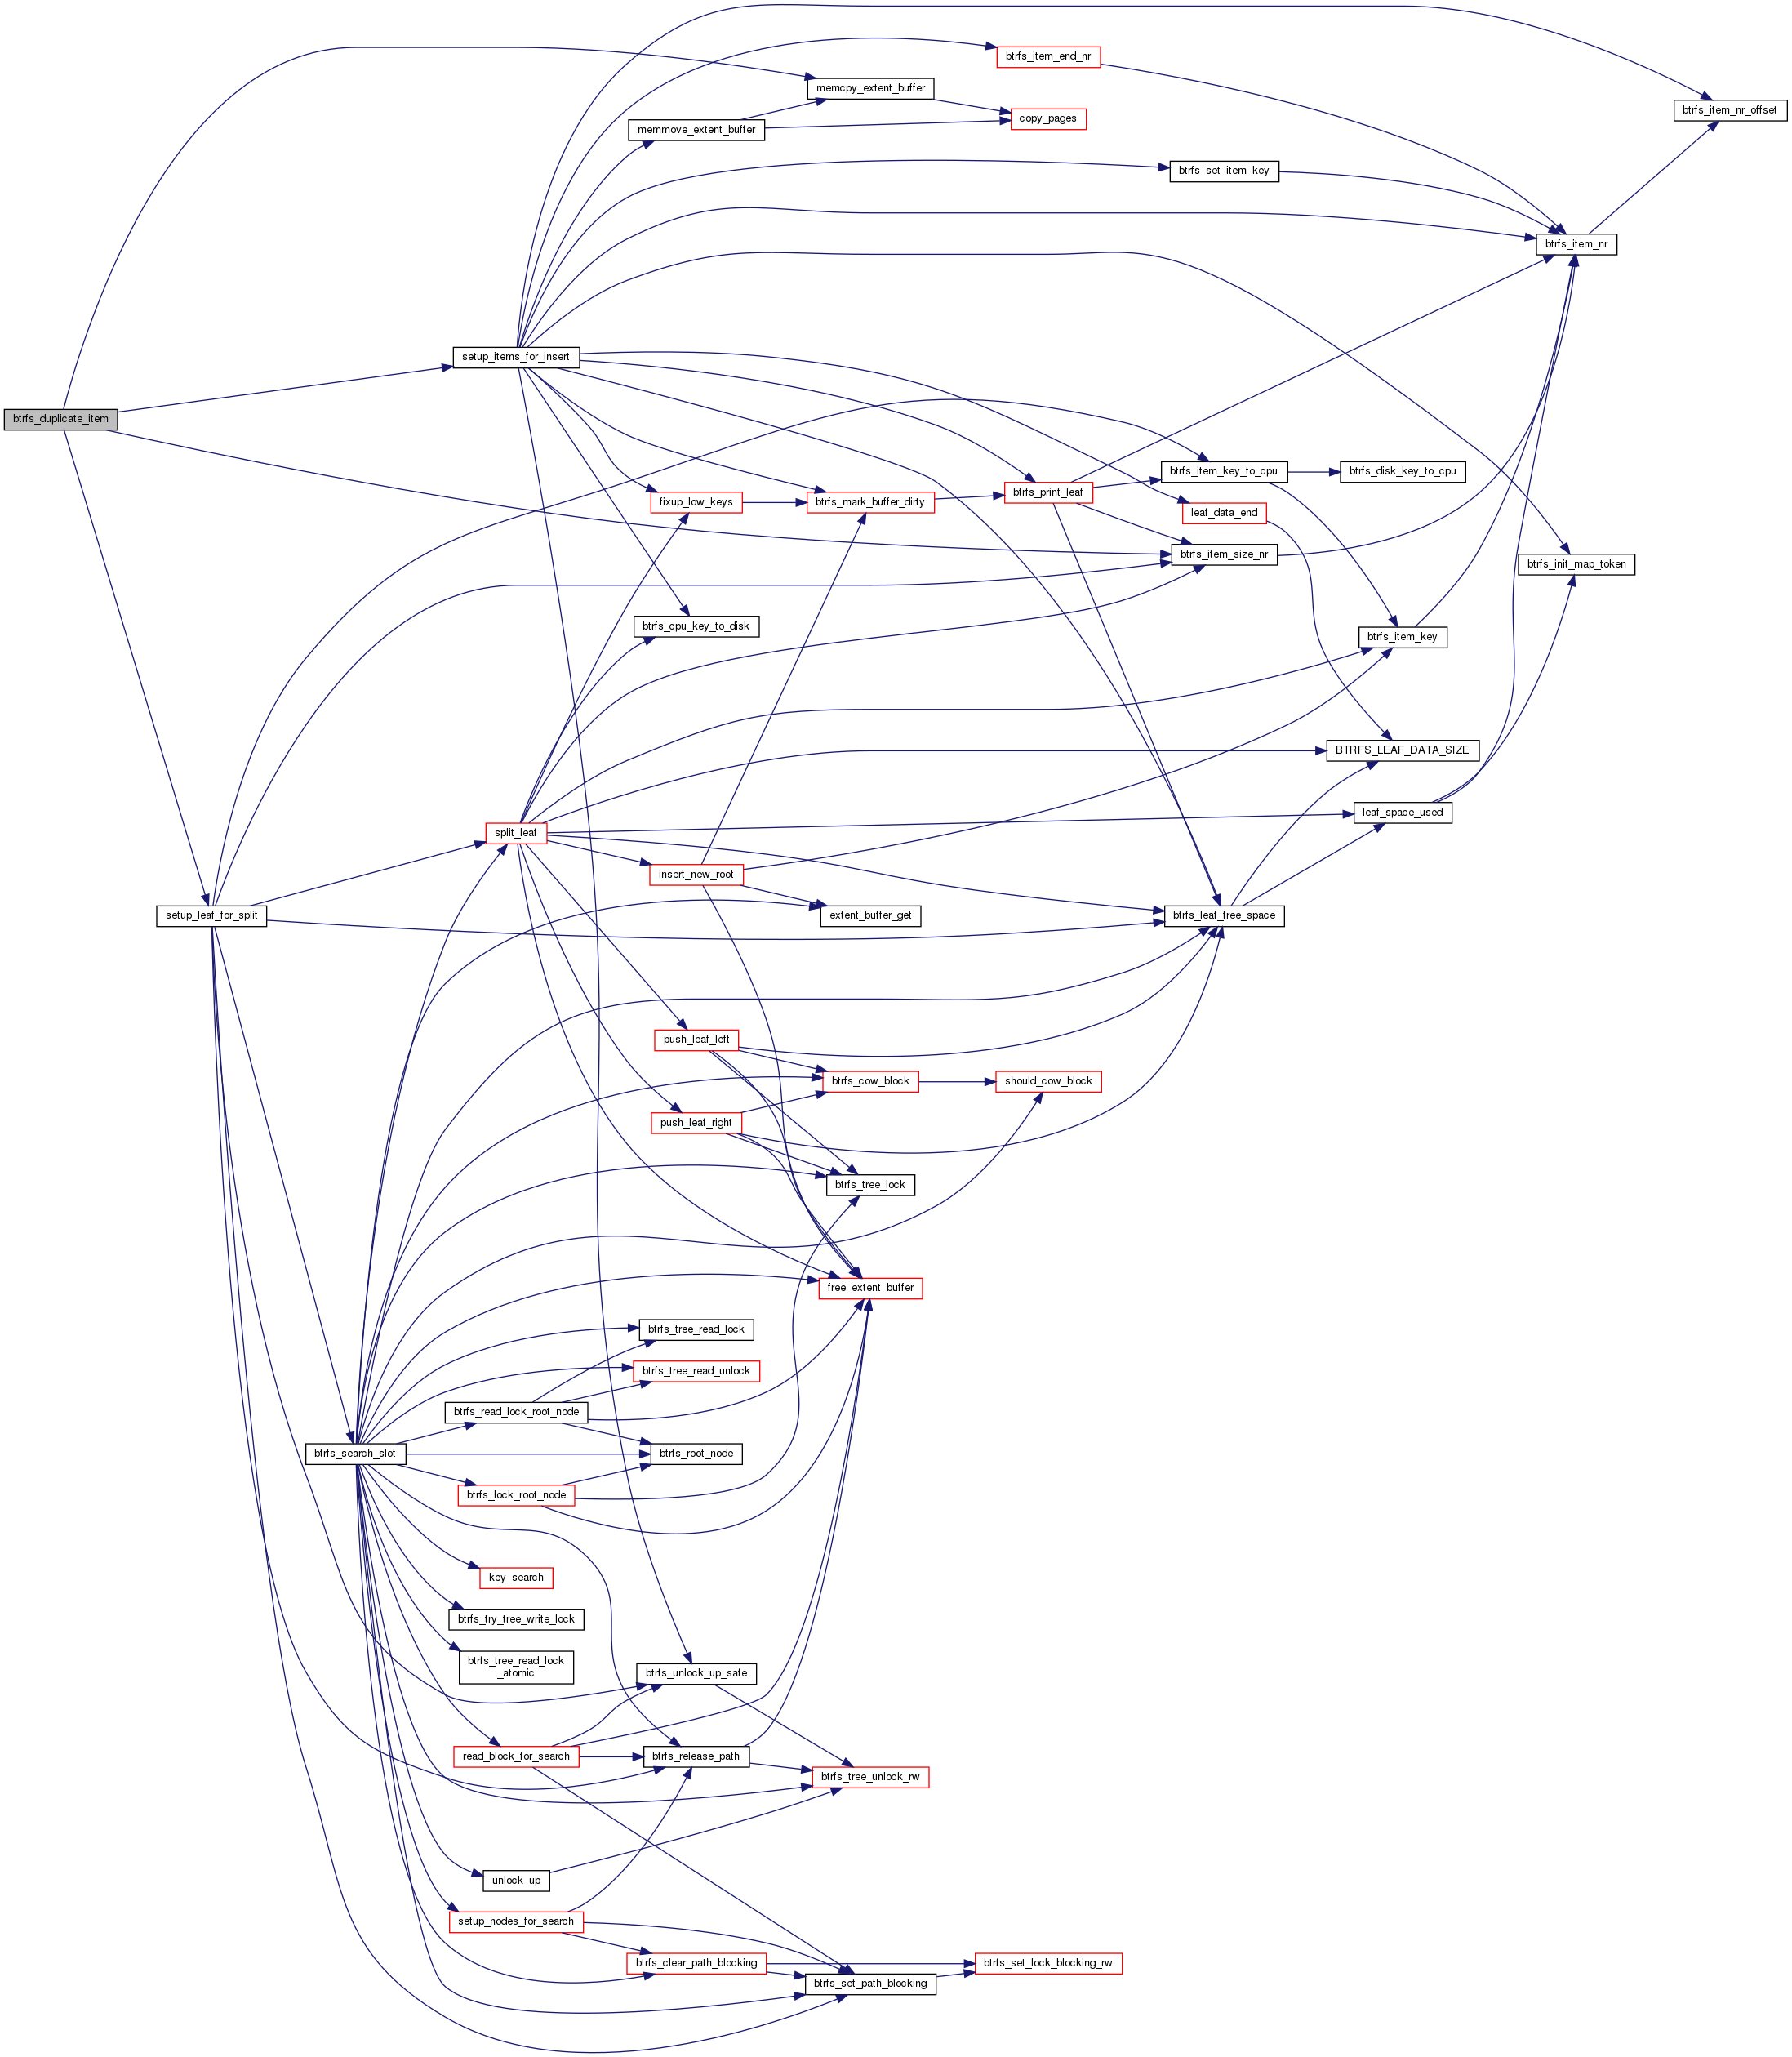 btrfs_item_end_nr
memcpy_extent_buffer
btrfs_item_nr_offset
copy_pages
memmove_extent_buffer
btrfs_set_item_key
btrfs_item_nr
setup_items_for_insert
btrfs_duplicate_item
btrfs_item_key_to_cpu
btrfs_disk_key_to_cpu
btrfs_print_leaf
fixup_low_keys
btrfs_mark_buffer_dirty
leaf_data_end
btrfs_item_size_nr
btrfs_init_map_token
btrfs_cpu_key_to_disk
btrfs_item_key
BTRFS_LEAF_DATA_SIZE
leaf_space_used
split_leaf
insert_new_root
setup_leaf_for_split
extent_buffer_get
btrfs_leaf_free_space
push_leaf_left
btrfs_cow_block
should_cow_block
push_leaf_right
btrfs_tree_lock
free_extent_buffer
btrfs_tree_read_lock
btrfs_tree_read_unlock
btrfs_read_lock_root_node
btrfs_search_slot
btrfs_root_node
btrfs_lock_root_node
key_search
btrfs_try_tree_write_lock
btrfs_tree_read_lock
_atomic
btrfs_unlock_up_safe
read_block_for_search
btrfs_release_path
btrfs_tree_unlock_rw
unlock_up
setup_nodes_for_search
btrfs_clear_path_blocking
btrfs_set_lock_blocking_rw
btrfs_set_path_blocking